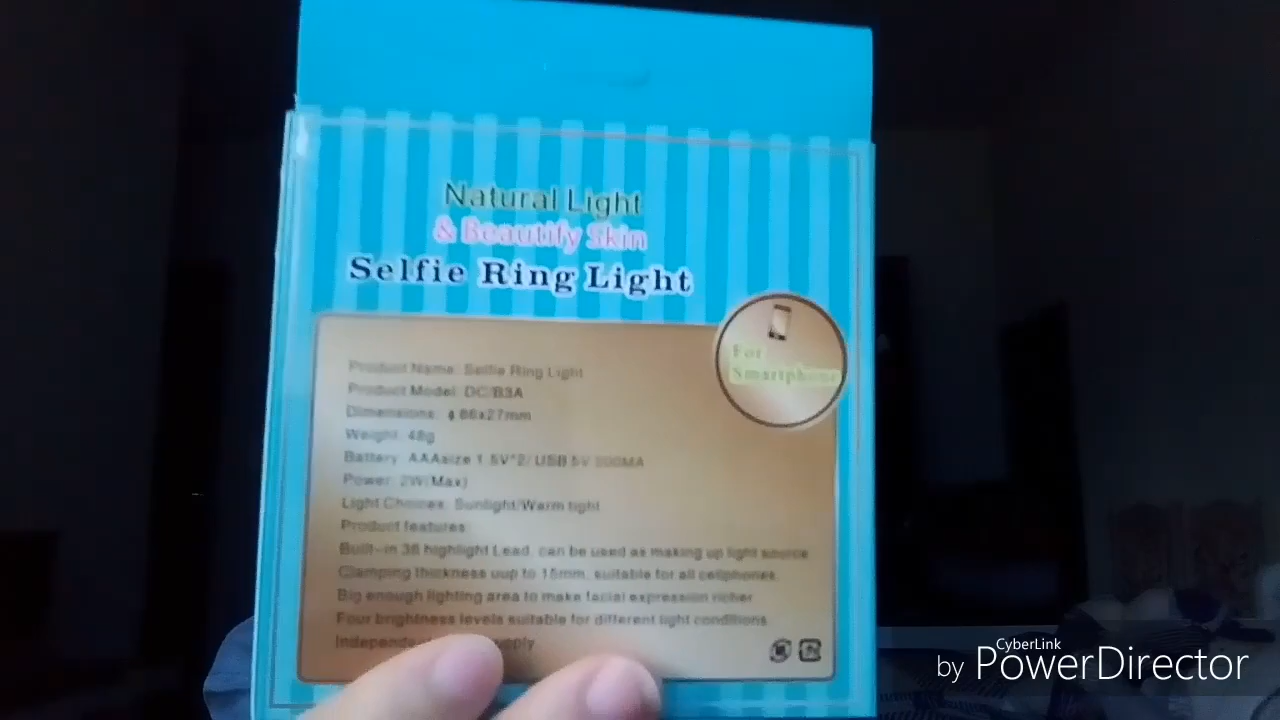 Natural Light
& Beautify Skin
Selfie Ring Light
For
Smartphone
Product Name: Selfie Ring Light
Product Model: DC/B3A
Dimensions: ϕ 86x27mm
Weight: 48g
Battery: AAAsize 1.5V*2/ USB 5V
Power: 2W(Max)
Light Choices: Sunlight/Warm light
Product features:
Built-in 36 highlight Lead, can be used as making up light source
Clamping thickness uup to 15mm, suitable for all cellphones.
Big enough lighting area to make facial expression richer
Four brightness levels suitable for different light conditions
CyberLink
by PowerDirector